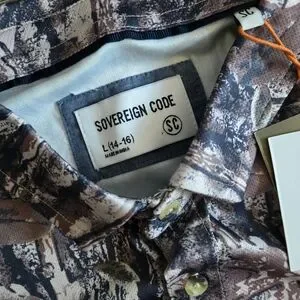 SC
SOVEREIGN CODE
L (14-16)
SC